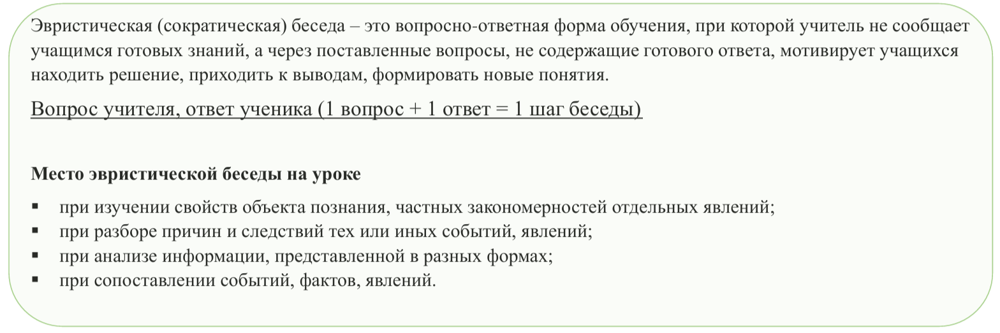 Эвристическая (сократическая) беседа – это вопросно-ответная форма обучения, при которой учитель не сообщает
учащимся готовых знаний, а через поставленные вопросы, не содержащие готового ответа, мотивирует учащихся
находить решение, приходить к выводам, формировать новые понятия.
Вопрос учителя, ответ ученика (1 вопрос + 1 ответ = 1 шаг беседы)
Место эвристической беседы на уроке
▪ при изучении свойств объекта познания, частных закономерностей отдельных явлений;
▪ при разборе причин и следствий тех или иных событий, явлений;
▪ при анализе информации, представленной в разных формах;
▪ при сопоставлении событий, фактов, явлений.